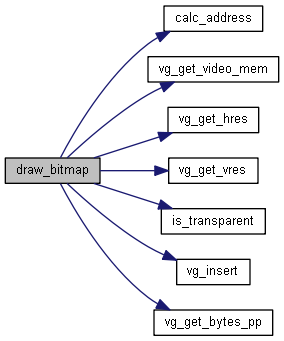 calc_address
vg_get_video_mem
vg_get_hres
draw_bitmap
vg_get_vres
is_transparent
vg_insert
vg_get_bytes_pp